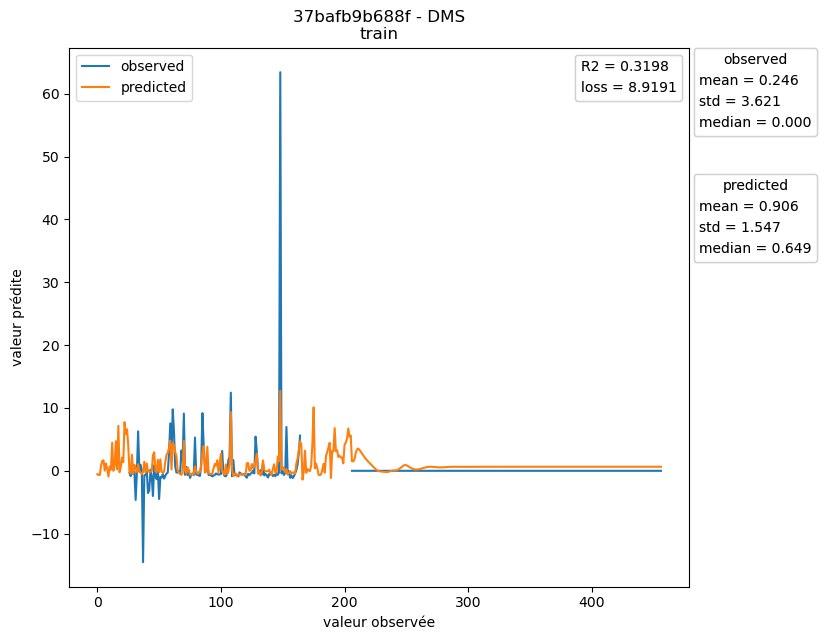 37bafb9b688f - DMS
train
observed
predicted
R2 = 0.3198
loss = 8.9191
observed
mean = 0.246
std = 3.621
median = 0.000
predicted
mean = 0.906
std = 1.547
median = 0.649
valeur prédite
60
50
40
30
20
10
0
−10
0
100
200
300
400
valeur observée